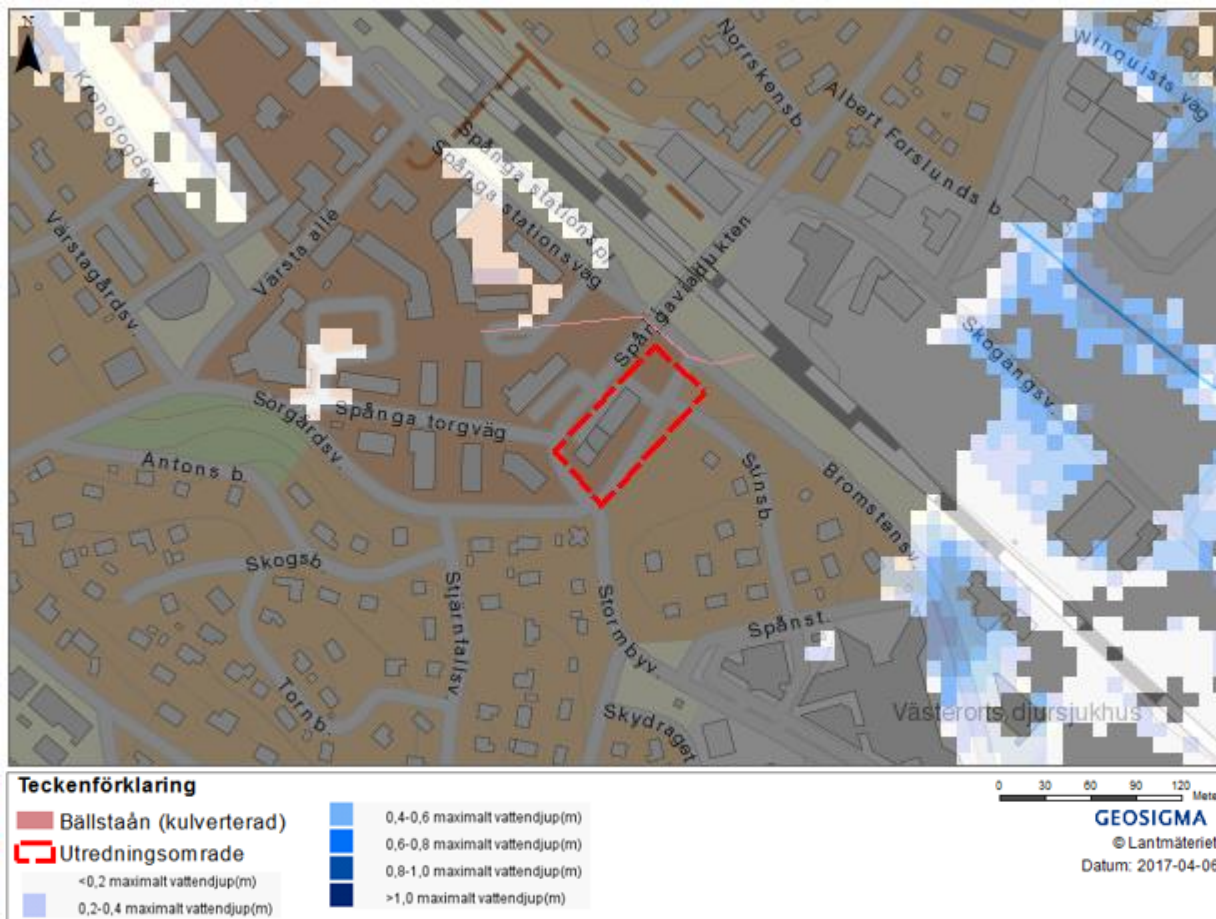 N
Kronofogdev.
Norrskensb.
Winquists väg
Albert Forslunds b.
Spånga stationspl.
Spånga stationsväg
Värstagårdsv.
Värsta allé
Spångaviadukten
Skogängsv.
Sörgårdsv.
Spånga torgväg
Antons b.
Stinsb.
Bromstensv.
Skogsb.
Stjärnfallsv.
Stormbyv.
Spånst.
Tornb.
Skydraget
Västerorts djursjukhus
Teckenförklaring
Bällstaån (kulverterad)
Utredningsområde
<0,2 maximalt vattendjup(m)
0,2-0,4 maximalt vattendjup(m)
0,4-0,6 maximalt vattendjup(m)
0,6-0,8 maximalt vattendjup(m)
0,8-1,0 maximalt vattendjup(m)
>1,0 maximalt vattendjup(m)
0 30 60 90 120
Mete
GEOSIGMA
© Lantmäteriet
Datum: 2017-04-06